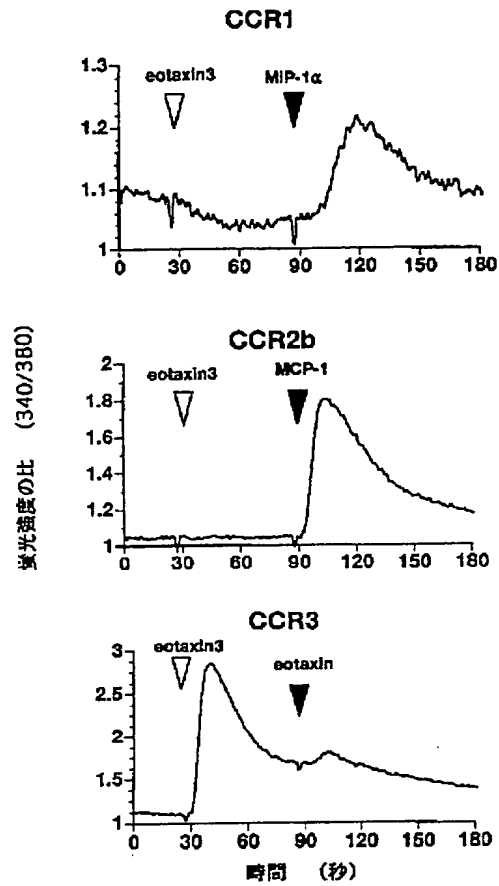 CCR1
1.3
eotaxin3
MIP-1α
1.2
1.1
1
0 30 60 90 120 150 180
CCR2b
2
eotaxin3
MCP-1
1.8
1.6
1.4
1.2
1
0 30 60 90 120 150 180
蛍光強度の比 (340/380)
CCR3
3
eotaxin3
eotaxin
2.5
2
1.5
1
0 30 60 90 120 150 180
時間 (秒)